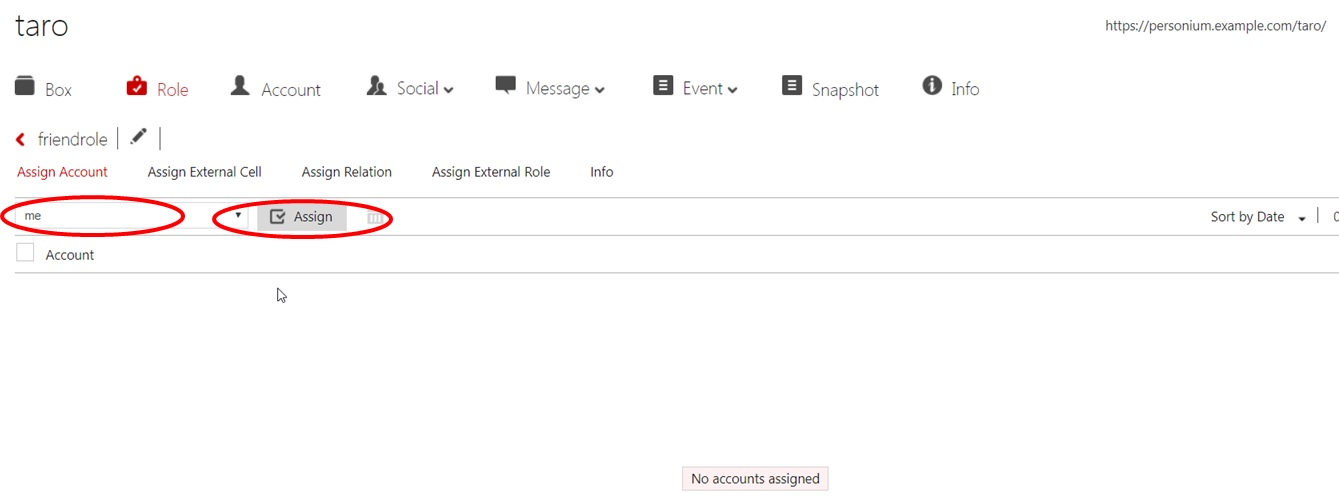 taro
https://personium.example.com/taro/
Box Role Account Social Message Event Snapshot Info
friendrole
Assign Account Assign External Cell Assign Relation Assign External Role Info
me Assign Sort by Date 0
Account
No accounts assigned